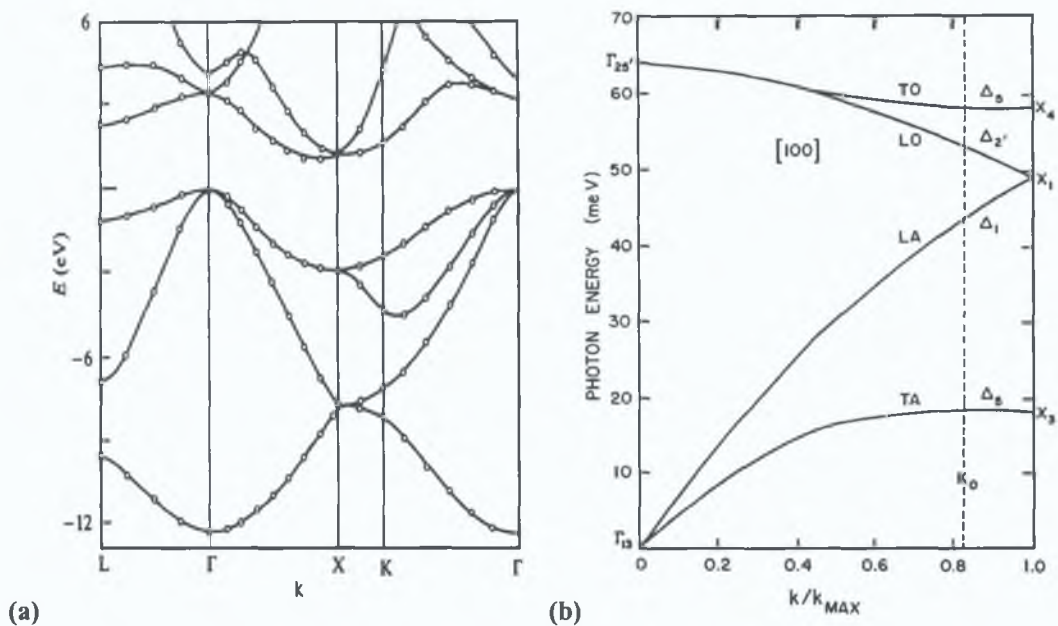 6
-6
-12
E (eV)
L Γ X K Γ
k
(a)
70
60
50
40
30
20
10
0
PHOTON ENERGY (meV)
Γ25'
Γ15
TO Δ5 X4
LO Δ2'
[100]
X1
LA Δ1
TA Δ5 X3
K0
0 0.2 0.4 0.6 0.8 1.0
k/kMAX
(b)